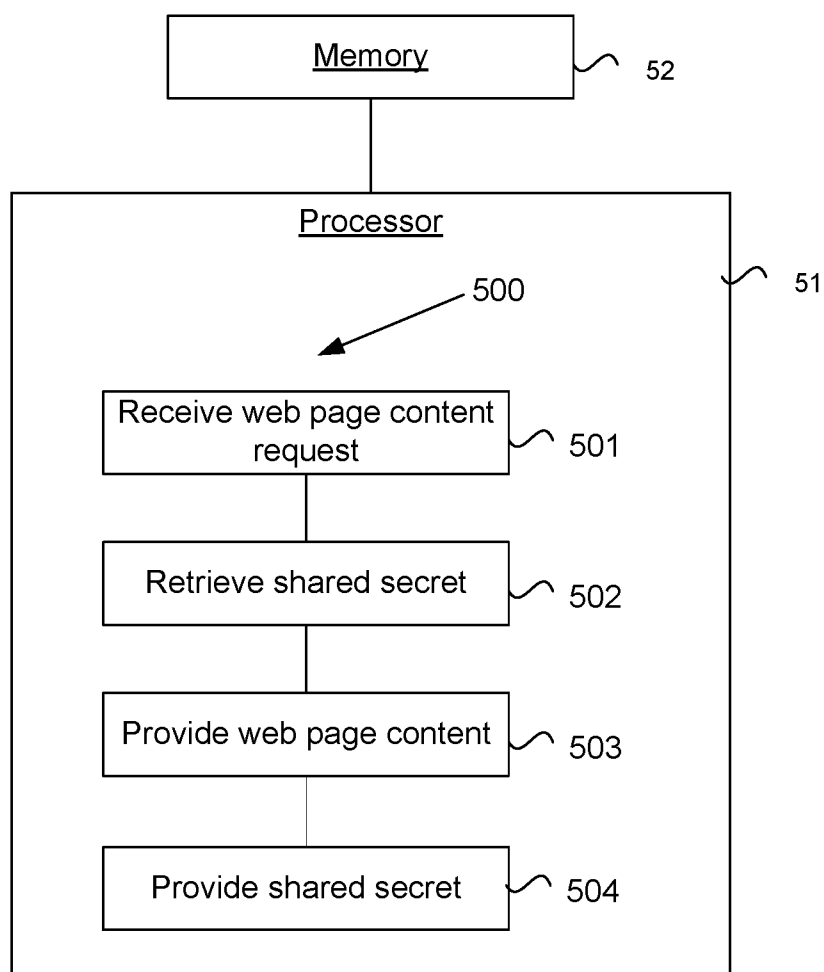 Memory
52
Processor
51
500
Receive web page content
request
501
Retrieve shared secret
502
Provide web page content
503
Provide shared secret
504